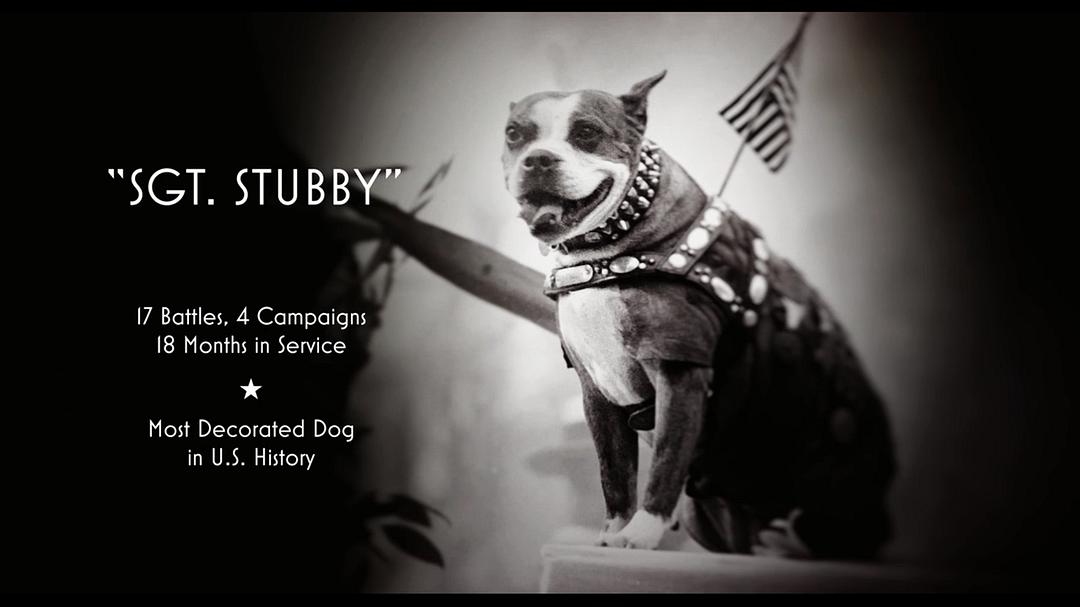 “SGT. STUBBY”
17 Battles, 4 Campaigns
18 Months in Service
Most Decorated Dog
in U.S. History